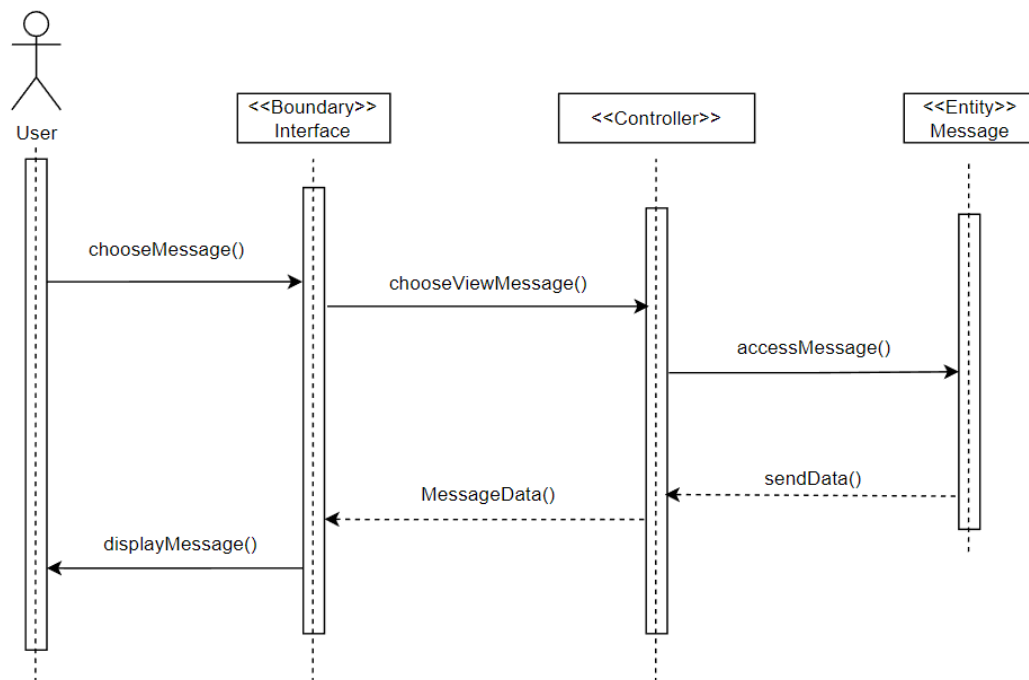 User
<<Boundary>>
Interface
<<Controller>>
<<Entity>>
Message
chooseMessage()
chooseViewMessage()
accessMessage()
sendData()
MessageData()
displayMessage()